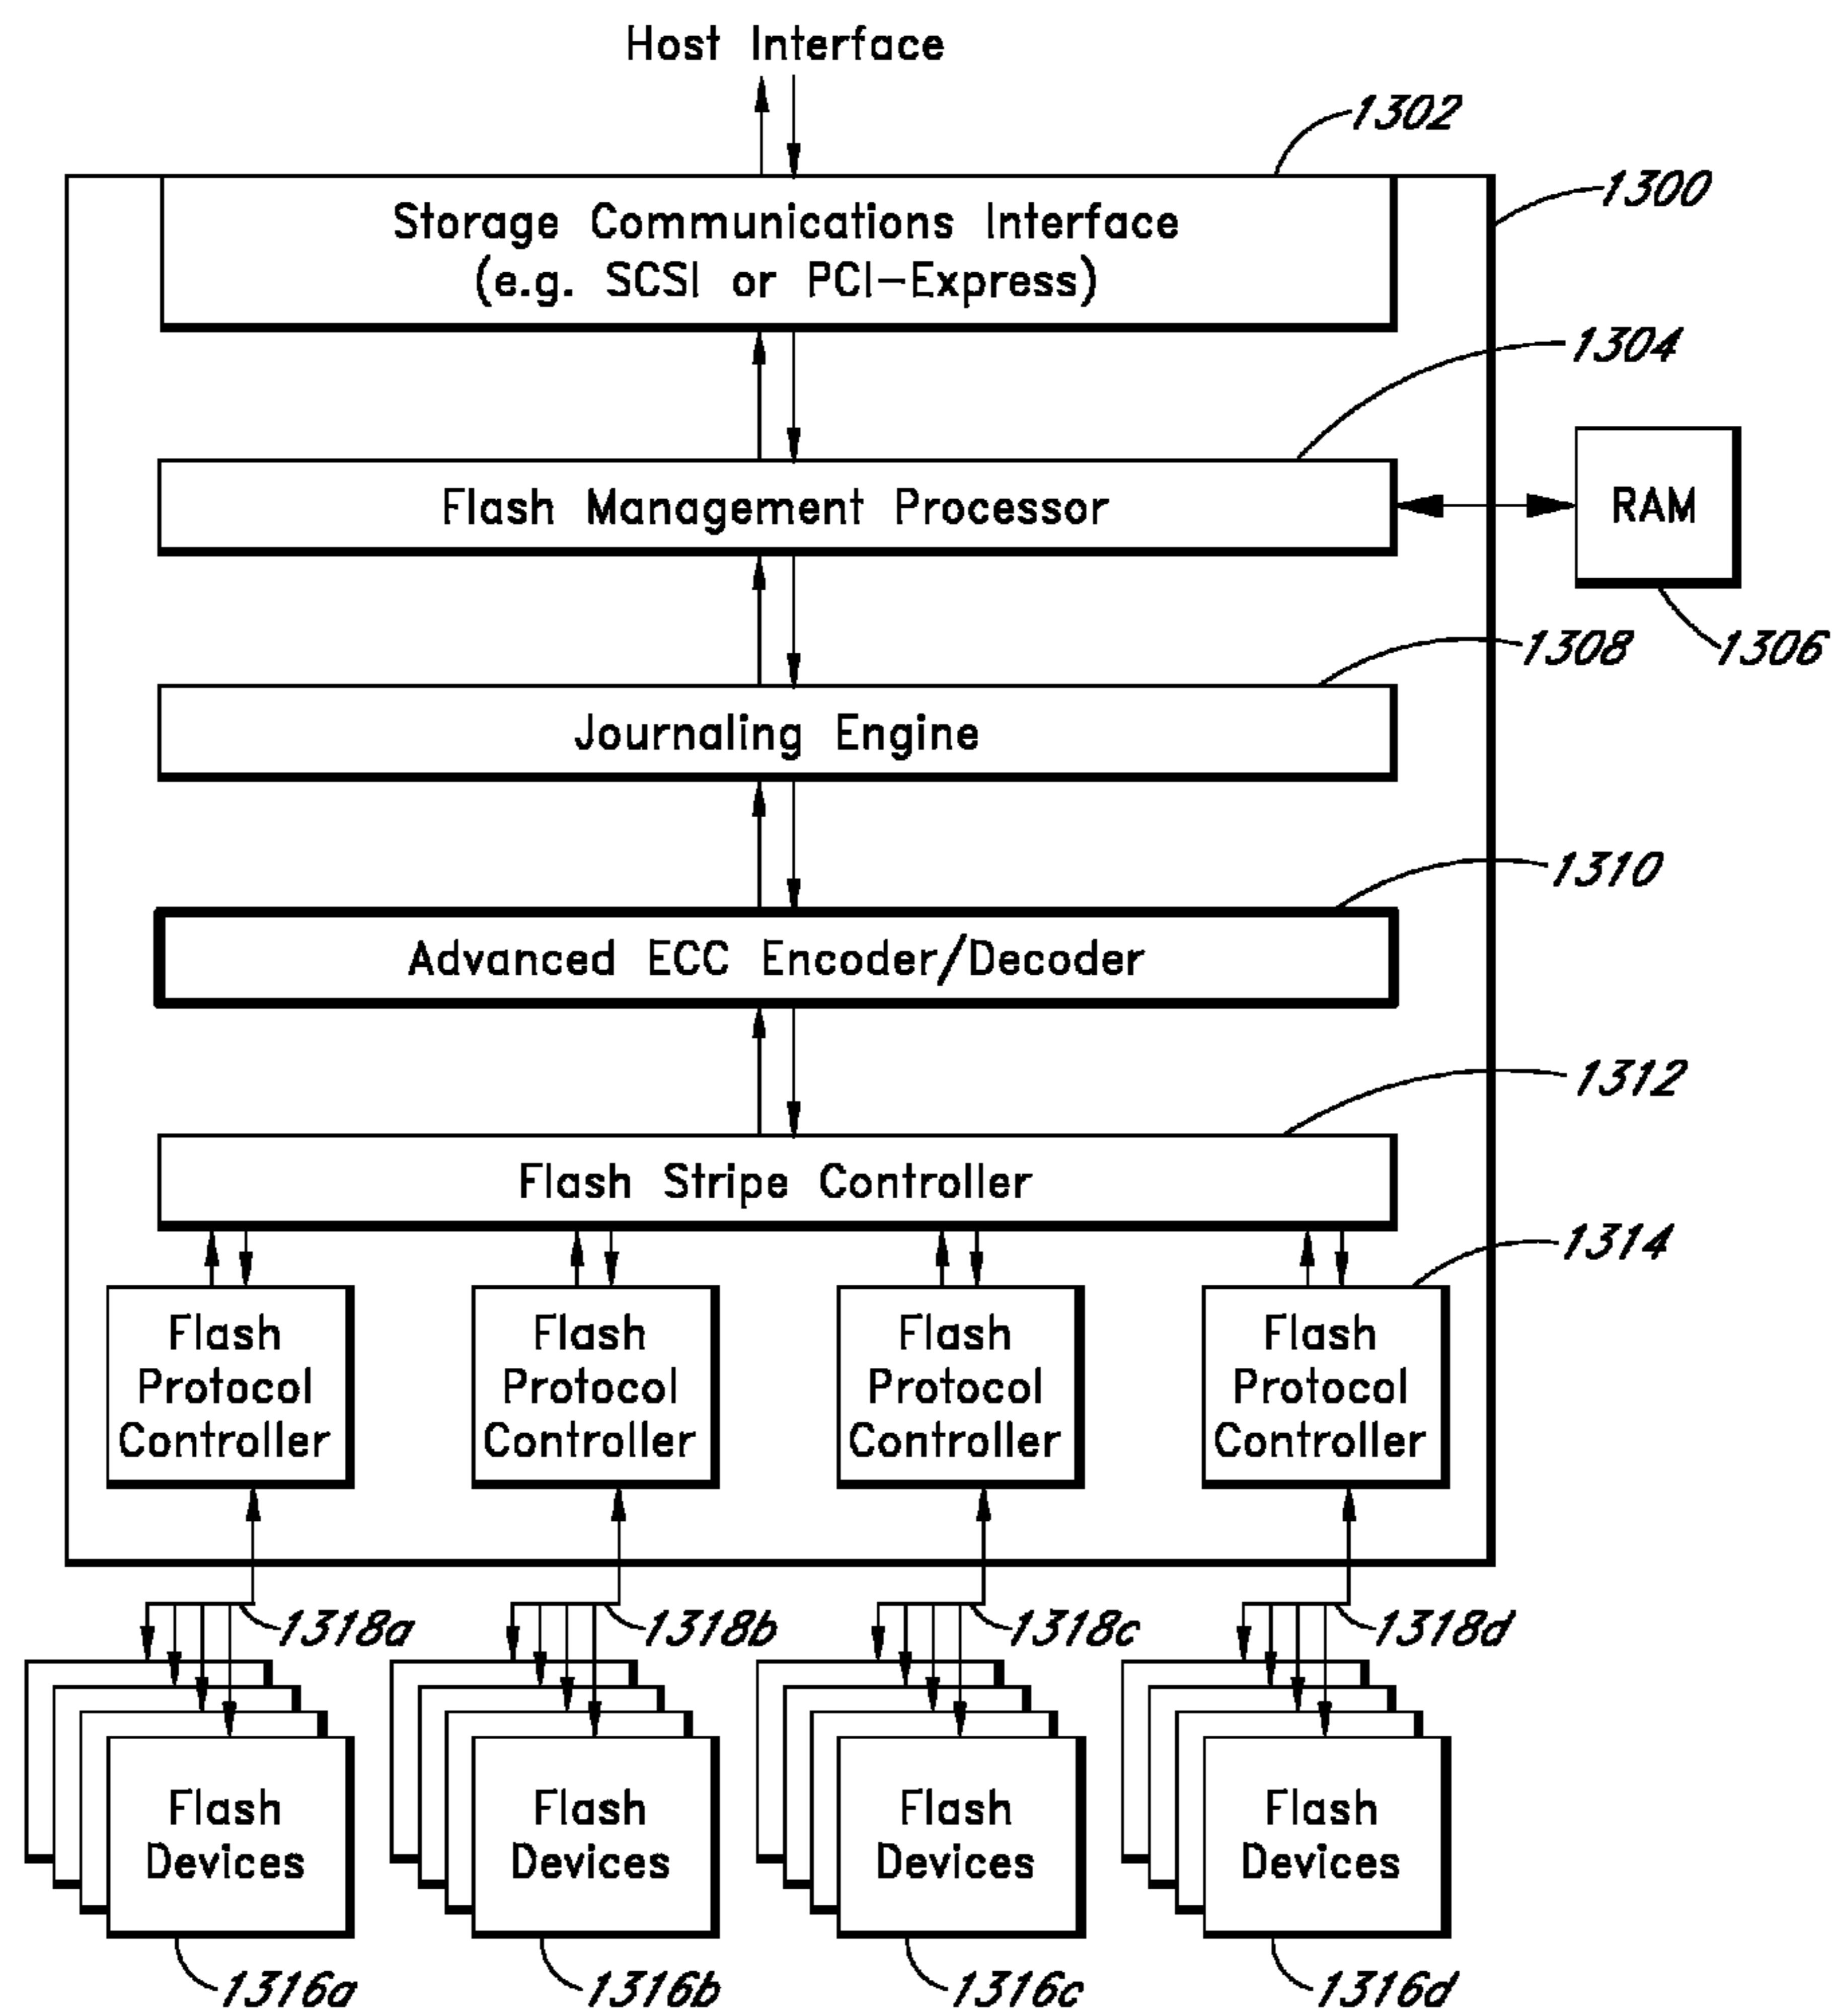 Host Interface
1302
1300
Storage Communications Interface
(e.g. SCSI or PCI-Express)
1304
Flash Management Processor
RAM
1308
1306
Journaling Engine
1310
Advanced ECC Encoder/Decoder
1312
Flash Stripe Controller
1314
Flash
Protocol
Controller
Flash
Protocol
Controller
Flash
Protocol
Controller
Flash
Protocol
Controller
1318a
1318b
1318c
1318d
Flash
Devices
Flash
Devices
Flash
Devices
Flash
Devices
1316a
1316b
1316c
1316d